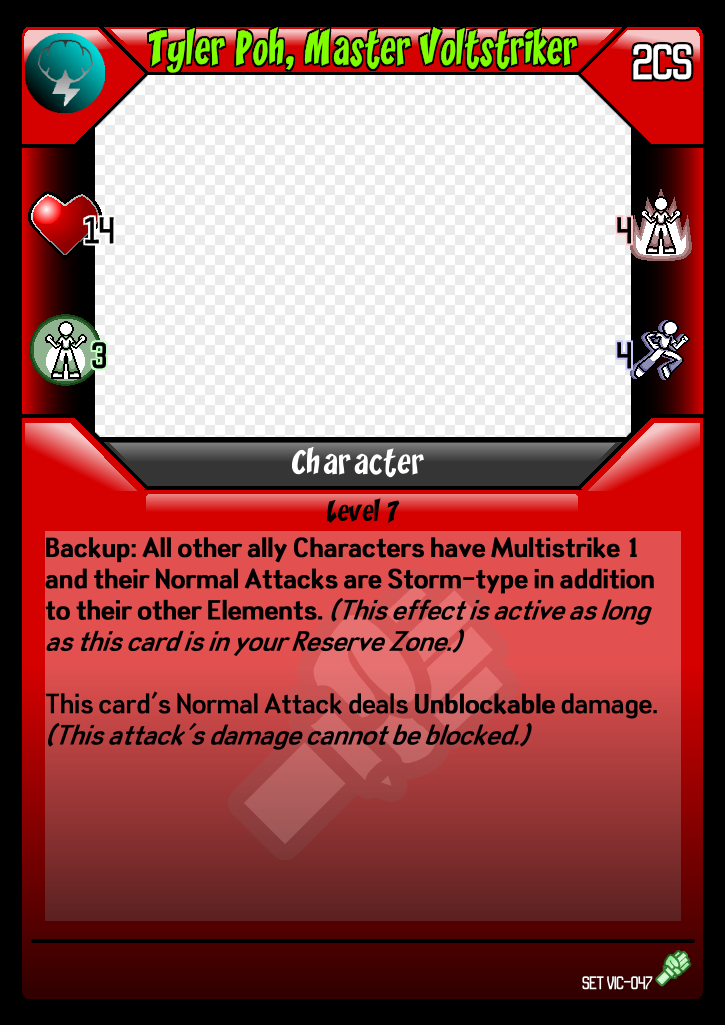 Tyler Poh, Master Voltstriker
2CS
14
4
3
4
Character
Level 7
Backup: All other ally Characters have Multistrike 1
and their Normal Attacks are Storm-type in addition
to their other Elements. (This effect is active as long
as this card is in your Reserve Zone.)
This card's Normal Attack deals Unblockable damage.
(This attack's damage cannot be blocked.)
SET VIC-047